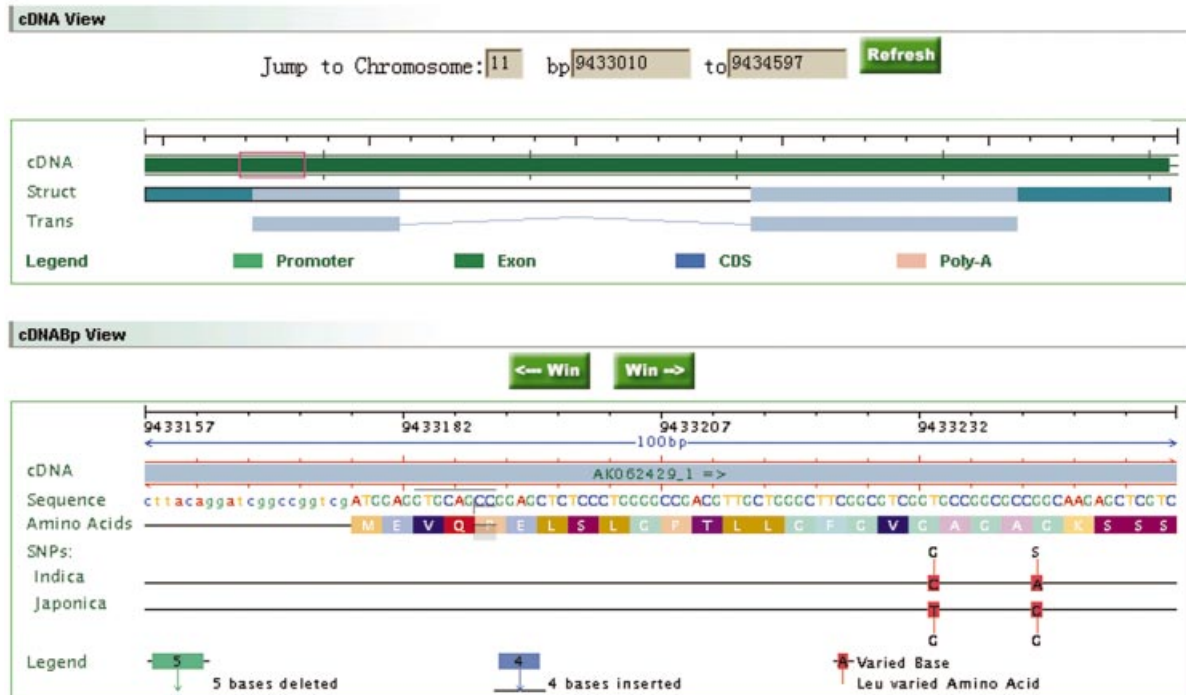 cDNA View
Jump to Chromosome: 11 bp 9433010 to 9434597 Refresh
cDNA
Struct
Trans
Legend Promoter Exon CDS Poly-A
cDNABp View
<-- Win Win -->
9433157 9433182 9433207 9433232
100bp
cDNA AK062429_1 =>
Sequence cttacaggatcggccggtcgATGGAGGTGCAGCCGGAGCTCTCCCTGGGGCCGACGTTGCTGGGCTTCGGCGTCGGTGCCGGCGCCGGCAAGAGCTCGTC
Amino Acids M E V Q P E L S L G P T L L G F G V G A G A G K S S S
SNPs: G S
Indica C A
Japonica T G
G G
Legend 5 5 bases deleted 4 4 bases inserted A Varied Base
Leu varied Amino Acid